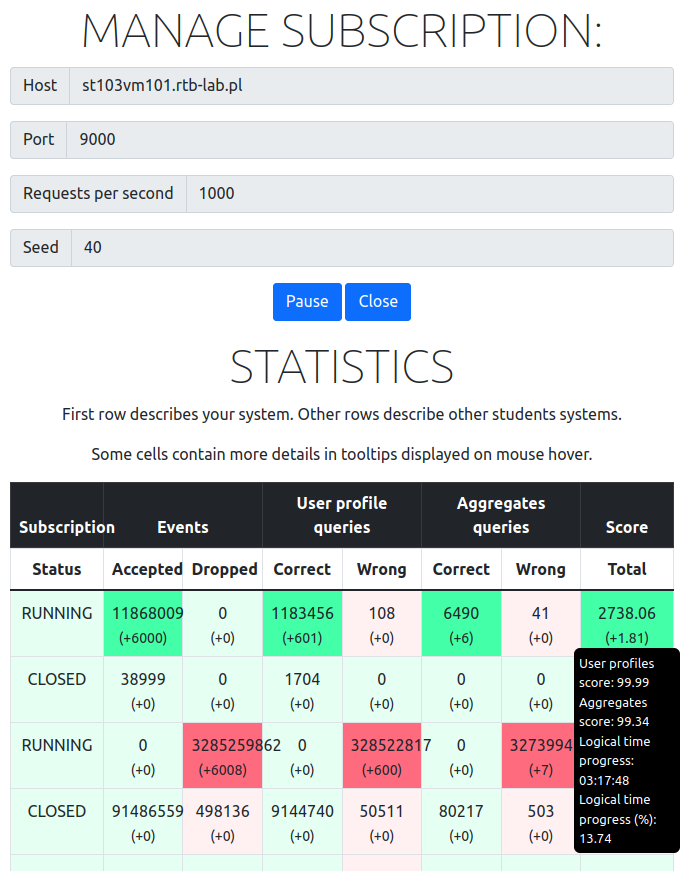 MANAGE SUBSCRIPTION:
Host st103vm101.rtb-lab.pl
Port 9000
Requests per second 1000
Seed 40
Pause Close
STATISTICS
First row describes your system. Other rows describe other students systems.
Some cells contain more details in tooltips displayed on mouse hover.
User profile Aggregates
Subscription Events queries queries Score
Status Accepted Dropped Correct Wrong Correct Wrong Total
RUNNING 11868009 0 1183456 108 6490 41 2738.06
(+6000) (+0) (+601) (+0) (+6) (+0) (+1.81)
CLOSED 38999 0 1704 0 0 0
(+0) (+0) (+0) (+0) (+0) (+0)
RUNNING 0 3285259862 0 328522817 0 3273994
(+0) (+6008) (+0) (+600) (+0) (+7)
CLOSED 91486559 498136 9144740 50511 80217 503
(+0) (+0) (+0) (+0) (+0) (+0)
User profiles
score: 99.99
Aggregates
score: 99.34
Logical time
progress:
03:17:48
Logical time
progress (%):
13.74